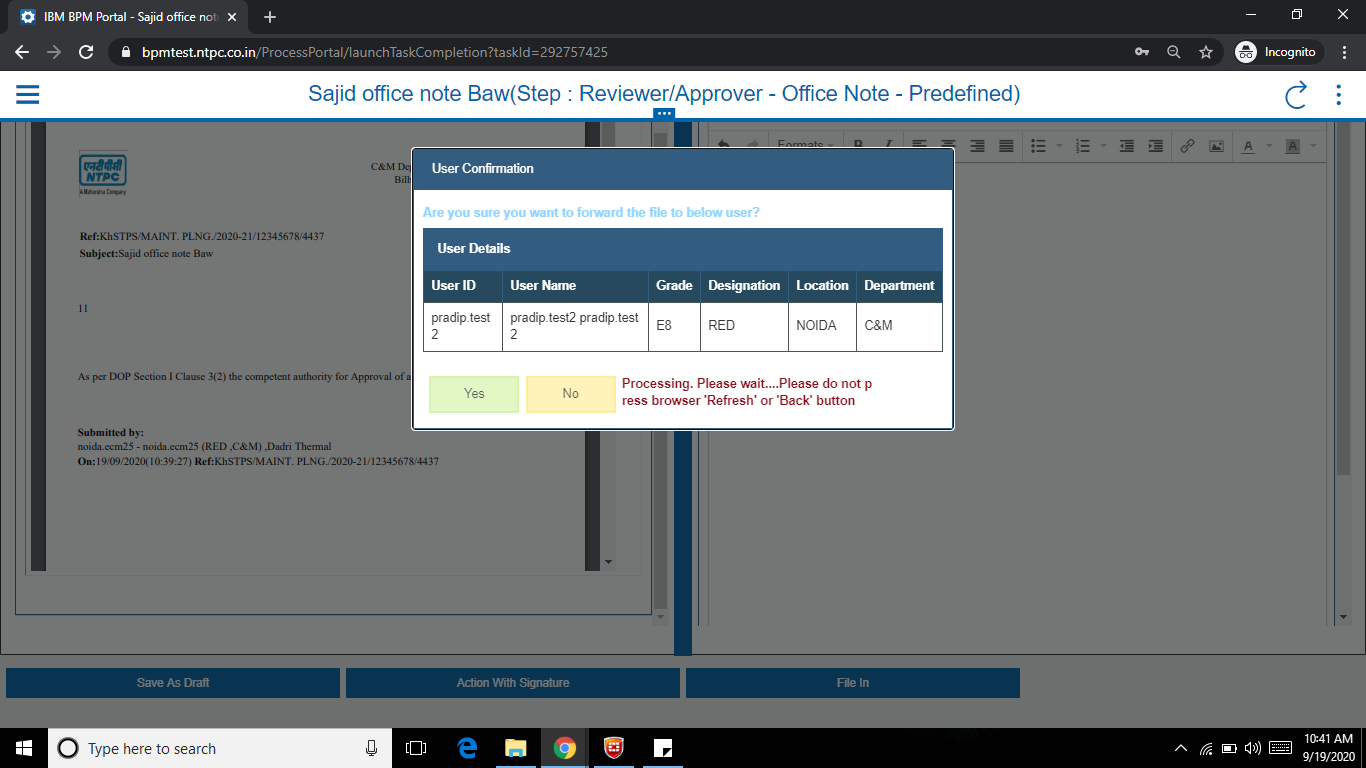 IBM BPM Portal - Sajid office not
bpmtest.ntpc.co.in/ProcessPortal/launchTaskCompletion?taskId=292757425
Incognito
Sajid office note Baw(Step : Reviewer/Approver - Office Note - Predefined)
एनटीपीसी
NTPC
A Maharatna Company
C&M De
Bilh
Ref:KhSTPS/MAINT. PLNG./2020-21/12345678/4437
Subject:Sajid office note Baw
11
As per DOP Section I Clause 3(2) the competent authority for Approval of a
Submitted by:
noida.ecm25 - noida.ecm25 (RED ,C&M) ,Dadri Thermal
On:19/09/2020(10:39:27) Ref:KhSTPS/MAINT. PLNG./2020-21/12345678/4437
Formats
B I
A A
User Confirmation
Are you sure you want to forward the file to below user?
User Details
User ID User Name Grade Designation Location Department
pradip.test pradip.test2 pradip.test E8 RED NOIDA C&M
2 2
Yes No Processing. Please wait....Please do not p
ress browser 'Refresh' or 'Back' button
Save As Draft Action With Signature File In
Type here to search
10:41 AM
9/19/2020